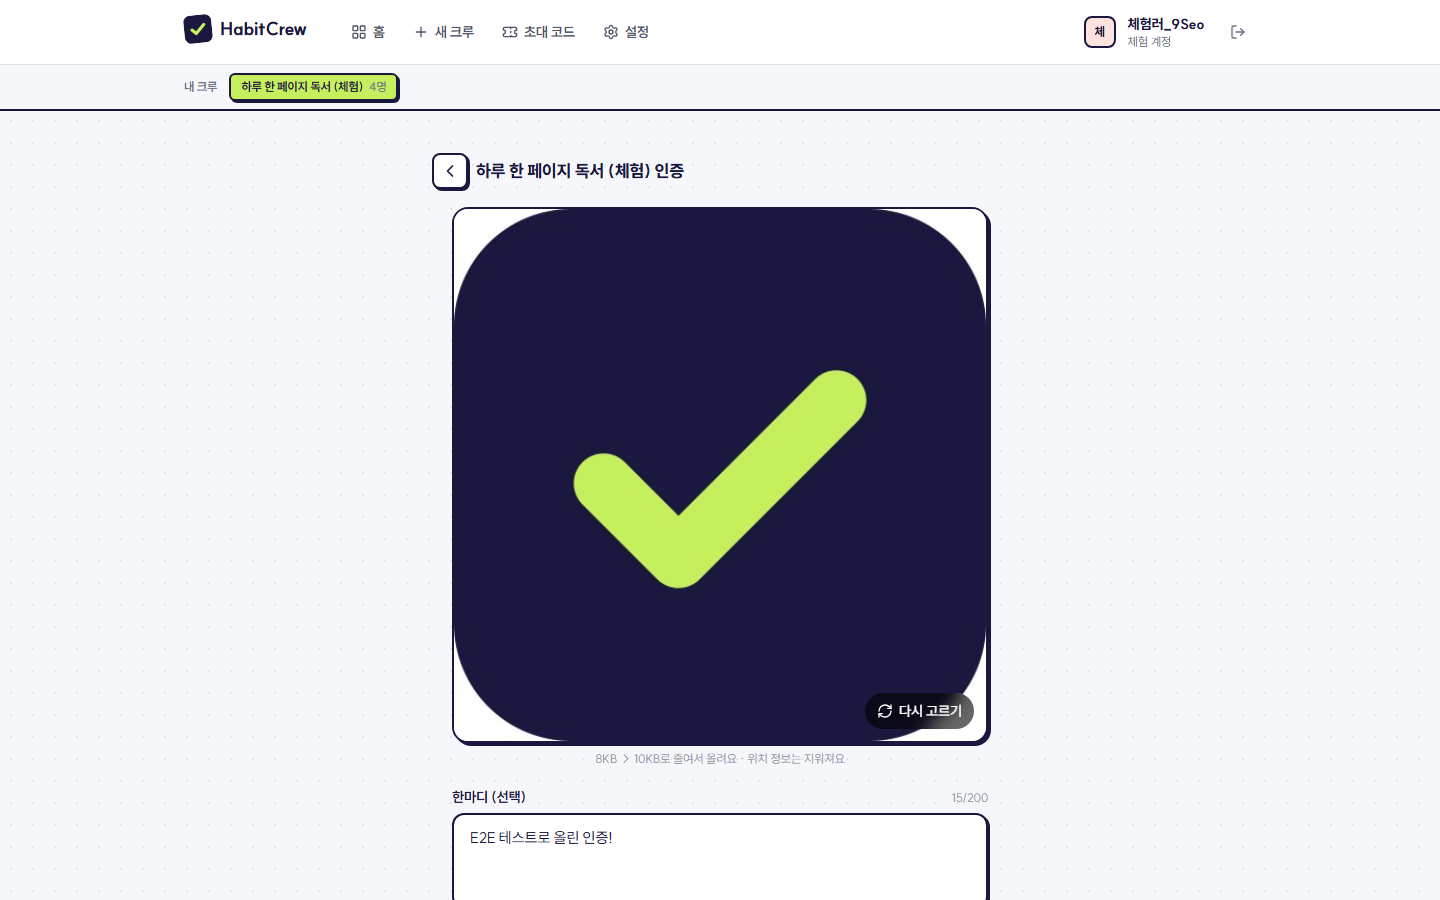 HabitCrew
홈
새 크루
초대 코드
설정
체
체험러_9Seo
체험 계정
내 크루
하루 한 페이지 독서 (체험) 4명
하루 한 페이지 독서 (체험) 인증
다시 고르기
8KB > 10KB로 줄여서 올려요 · 위치 정보는 지워져요
한마디 (선택)
15/200
E2E 테스트로 올린 인증!